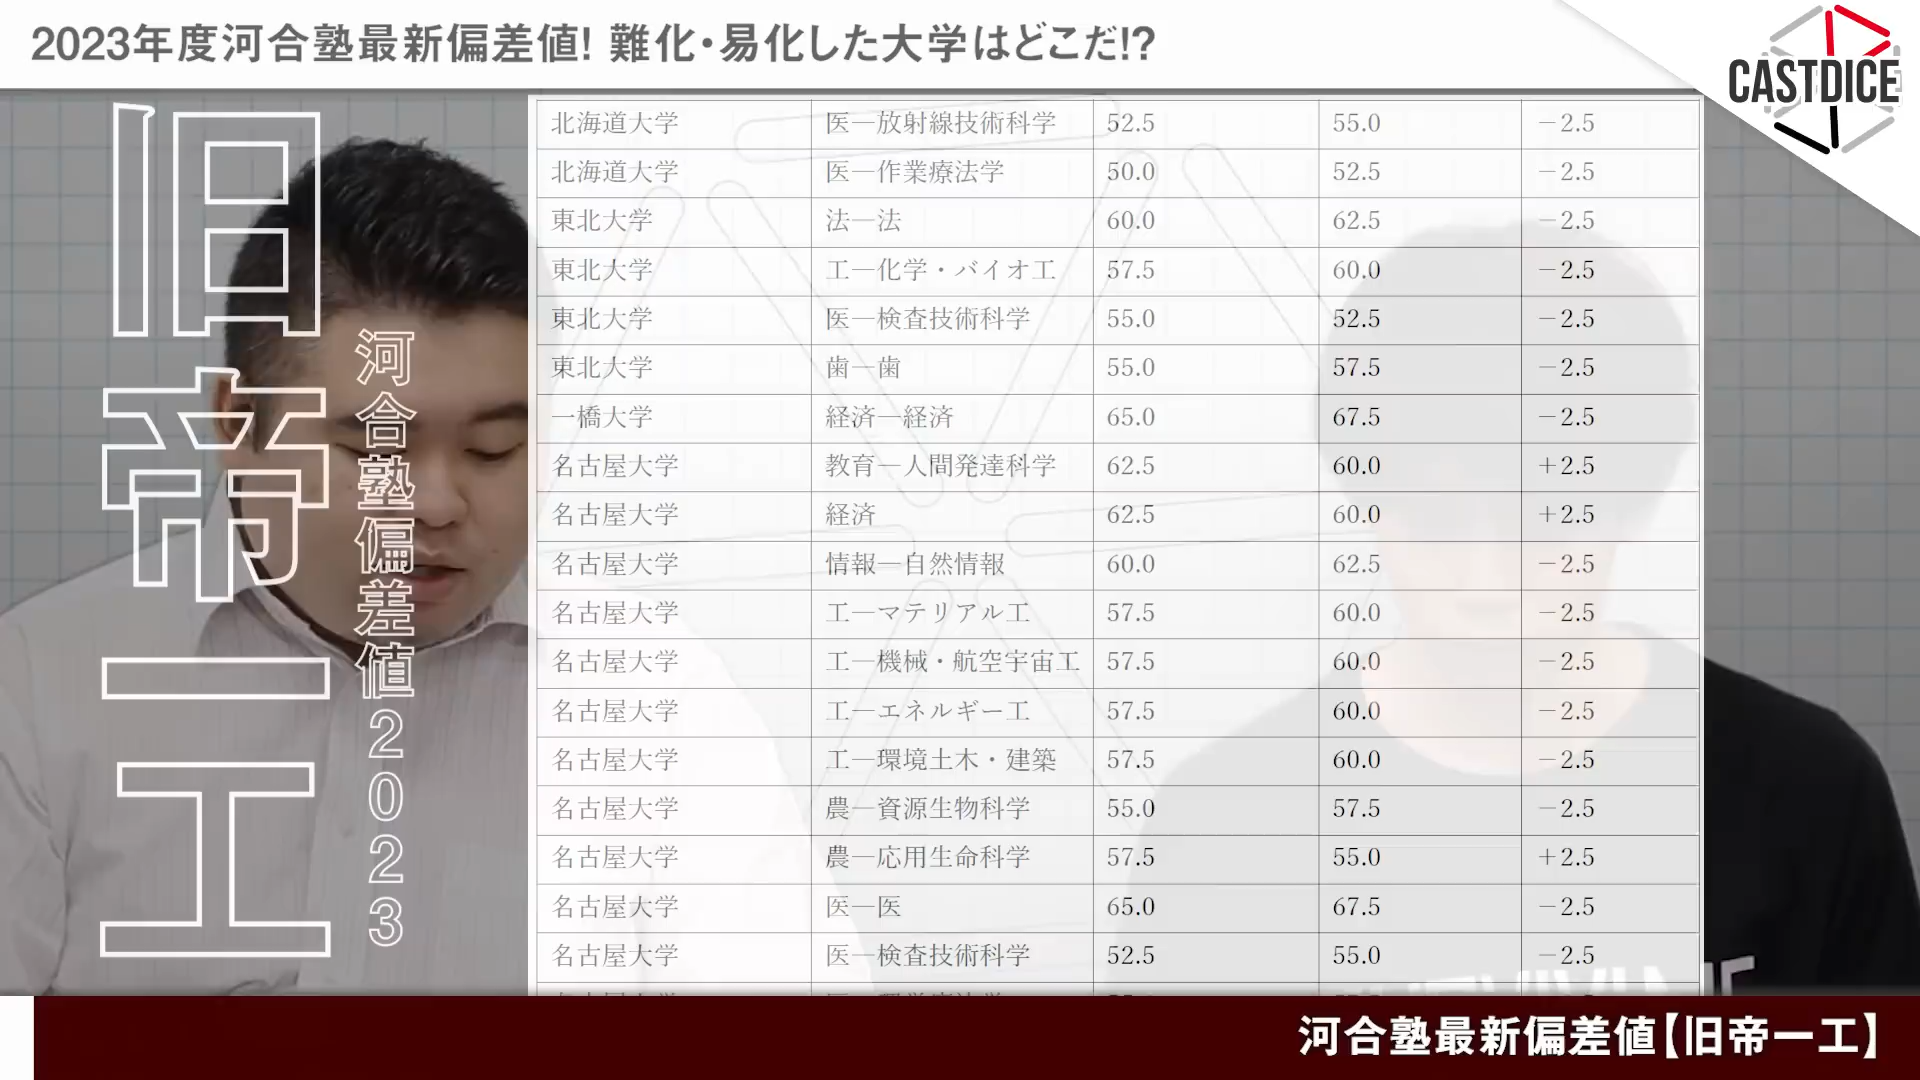 2023年度河合塾最新偏差値! 難化・易化した大学はどこだ!?
CASTDICE
旧帝一工
河合塾偏差値2023
北海道大学 医―放射線技術科学 52.5 55.0 －2.5
北海道大学 医―作業療法学 50.0 52.5 －2.5
東北大学 法―法 60.0 62.5 －2.5
東北大学 工―化学・バイオ工 57.5 60.0 －2.5
東北大学 医―検査技術科学 55.0 52.5 －2.5
東北大学 歯―歯 55.0 57.5 －2.5
一橋大学 経済―経済 65.0 67.5 －2.5
名古屋大学 教育―人間発達科学 62.5 60.0 ＋2.5
名古屋大学 経済 62.5 60.0 ＋2.5
名古屋大学 情報―自然情報 60.0 62.5 －2.5
名古屋大学 工―マテリアル工 57.5 60.0 －2.5
名古屋大学 工―機械・航空宇宙工 57.5 60.0 －2.5
名古屋大学 工―エネルギー工 57.5 60.0 －2.5
名古屋大学 工―環境土木・建築 57.5 60.0 －2.5
名古屋大学 農―資源生物科学 55.0 57.5 －2.5
名古屋大学 農―応用生命科学 57.5 55.0 ＋2.5
名古屋大学 医―医 65.0 67.5 －2.5
名古屋大学 医―検査技術科学 52.5 55.0 －2.5
河合塾最新偏差値【旧帝一工】